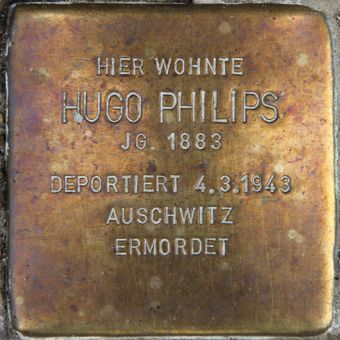 HIER WOHNTE
HUGO PHILIPS
JG. 1883
DEPORTIERT 4.3.1943
AUSCHWITZ
ERMORDET